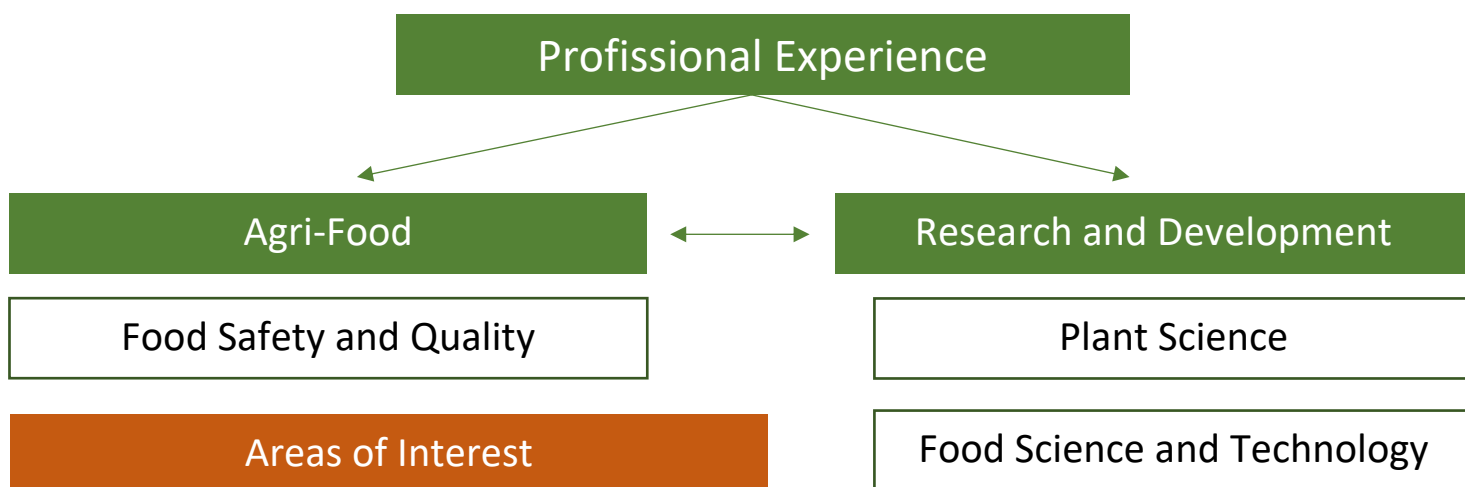 Profissional Experience
Agri-Food
Research and Development
Food Safety and Quality
Plant Science
Areas of Interest
Food Science and Technology